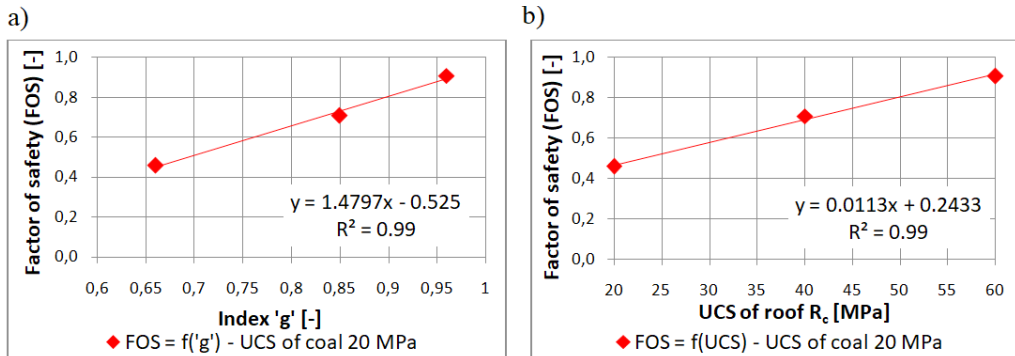 a)
Factor of safety (FOS) [-]
1,0
0,8
0,6
0,4
0,2
0,0
y = 1.4797x - 0.525
R² = 0.99
0,6 0,65 0,7 0,75 0,8 0,85 0,9 0,95 1
Index 'g' [-]
FOS = f('g') - UCS of coal 20 MPa
b)
Factor of safety (FOS) [-]
1,0
0,8
0,6
0,4
0,2
0,0
y = 0.0113x + 0.2433
R² = 0.99
20 25 30 35 40 45 50 55 60
UCS of roof Rc [MPa]
FOS = f(UCS) - UCS of coal 20 MPa